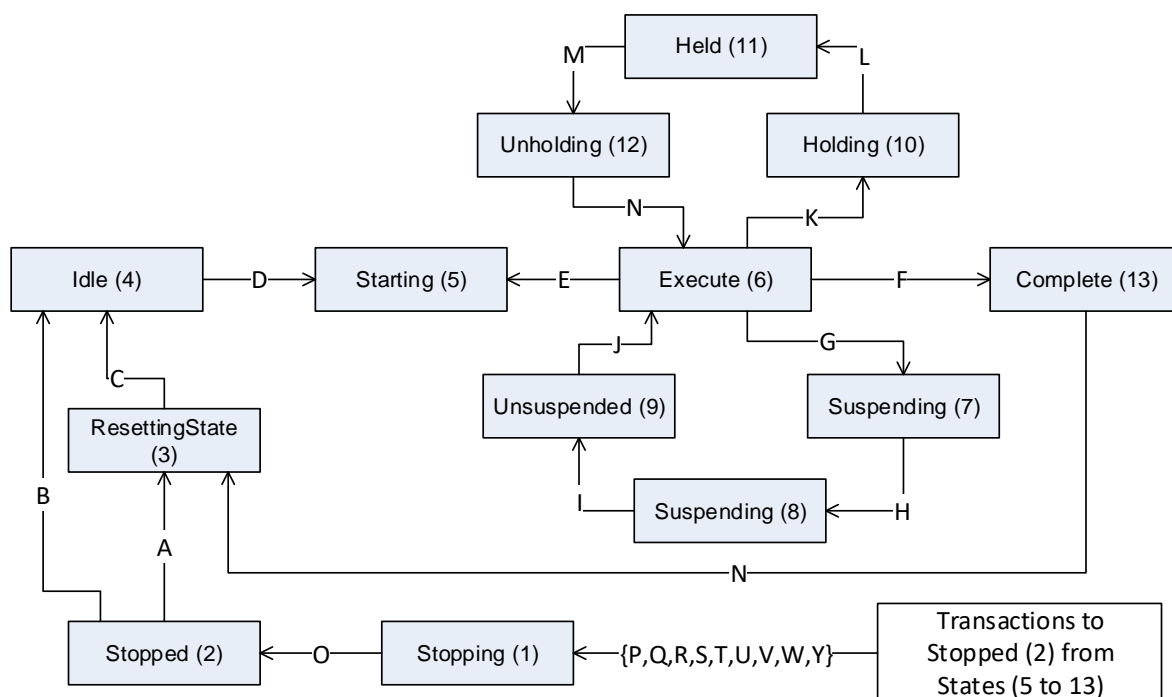 Held (11)
M
L
Unholding (12)
Holding (10)
N
K
Idle (4)
D
Starting (5)
E
Execute (6)
F
Complete (13)
J
G
C
Unsuspended (9)
Suspending (7)
ResettingState
(3)
B
I
Suspending (8)
H
A
N
Stopped (2)
O
Stopping (1)
{P,Q,R,S,T,U,V,W,Y}
Transactions to
Stopped (2) from
States (5 to 13)